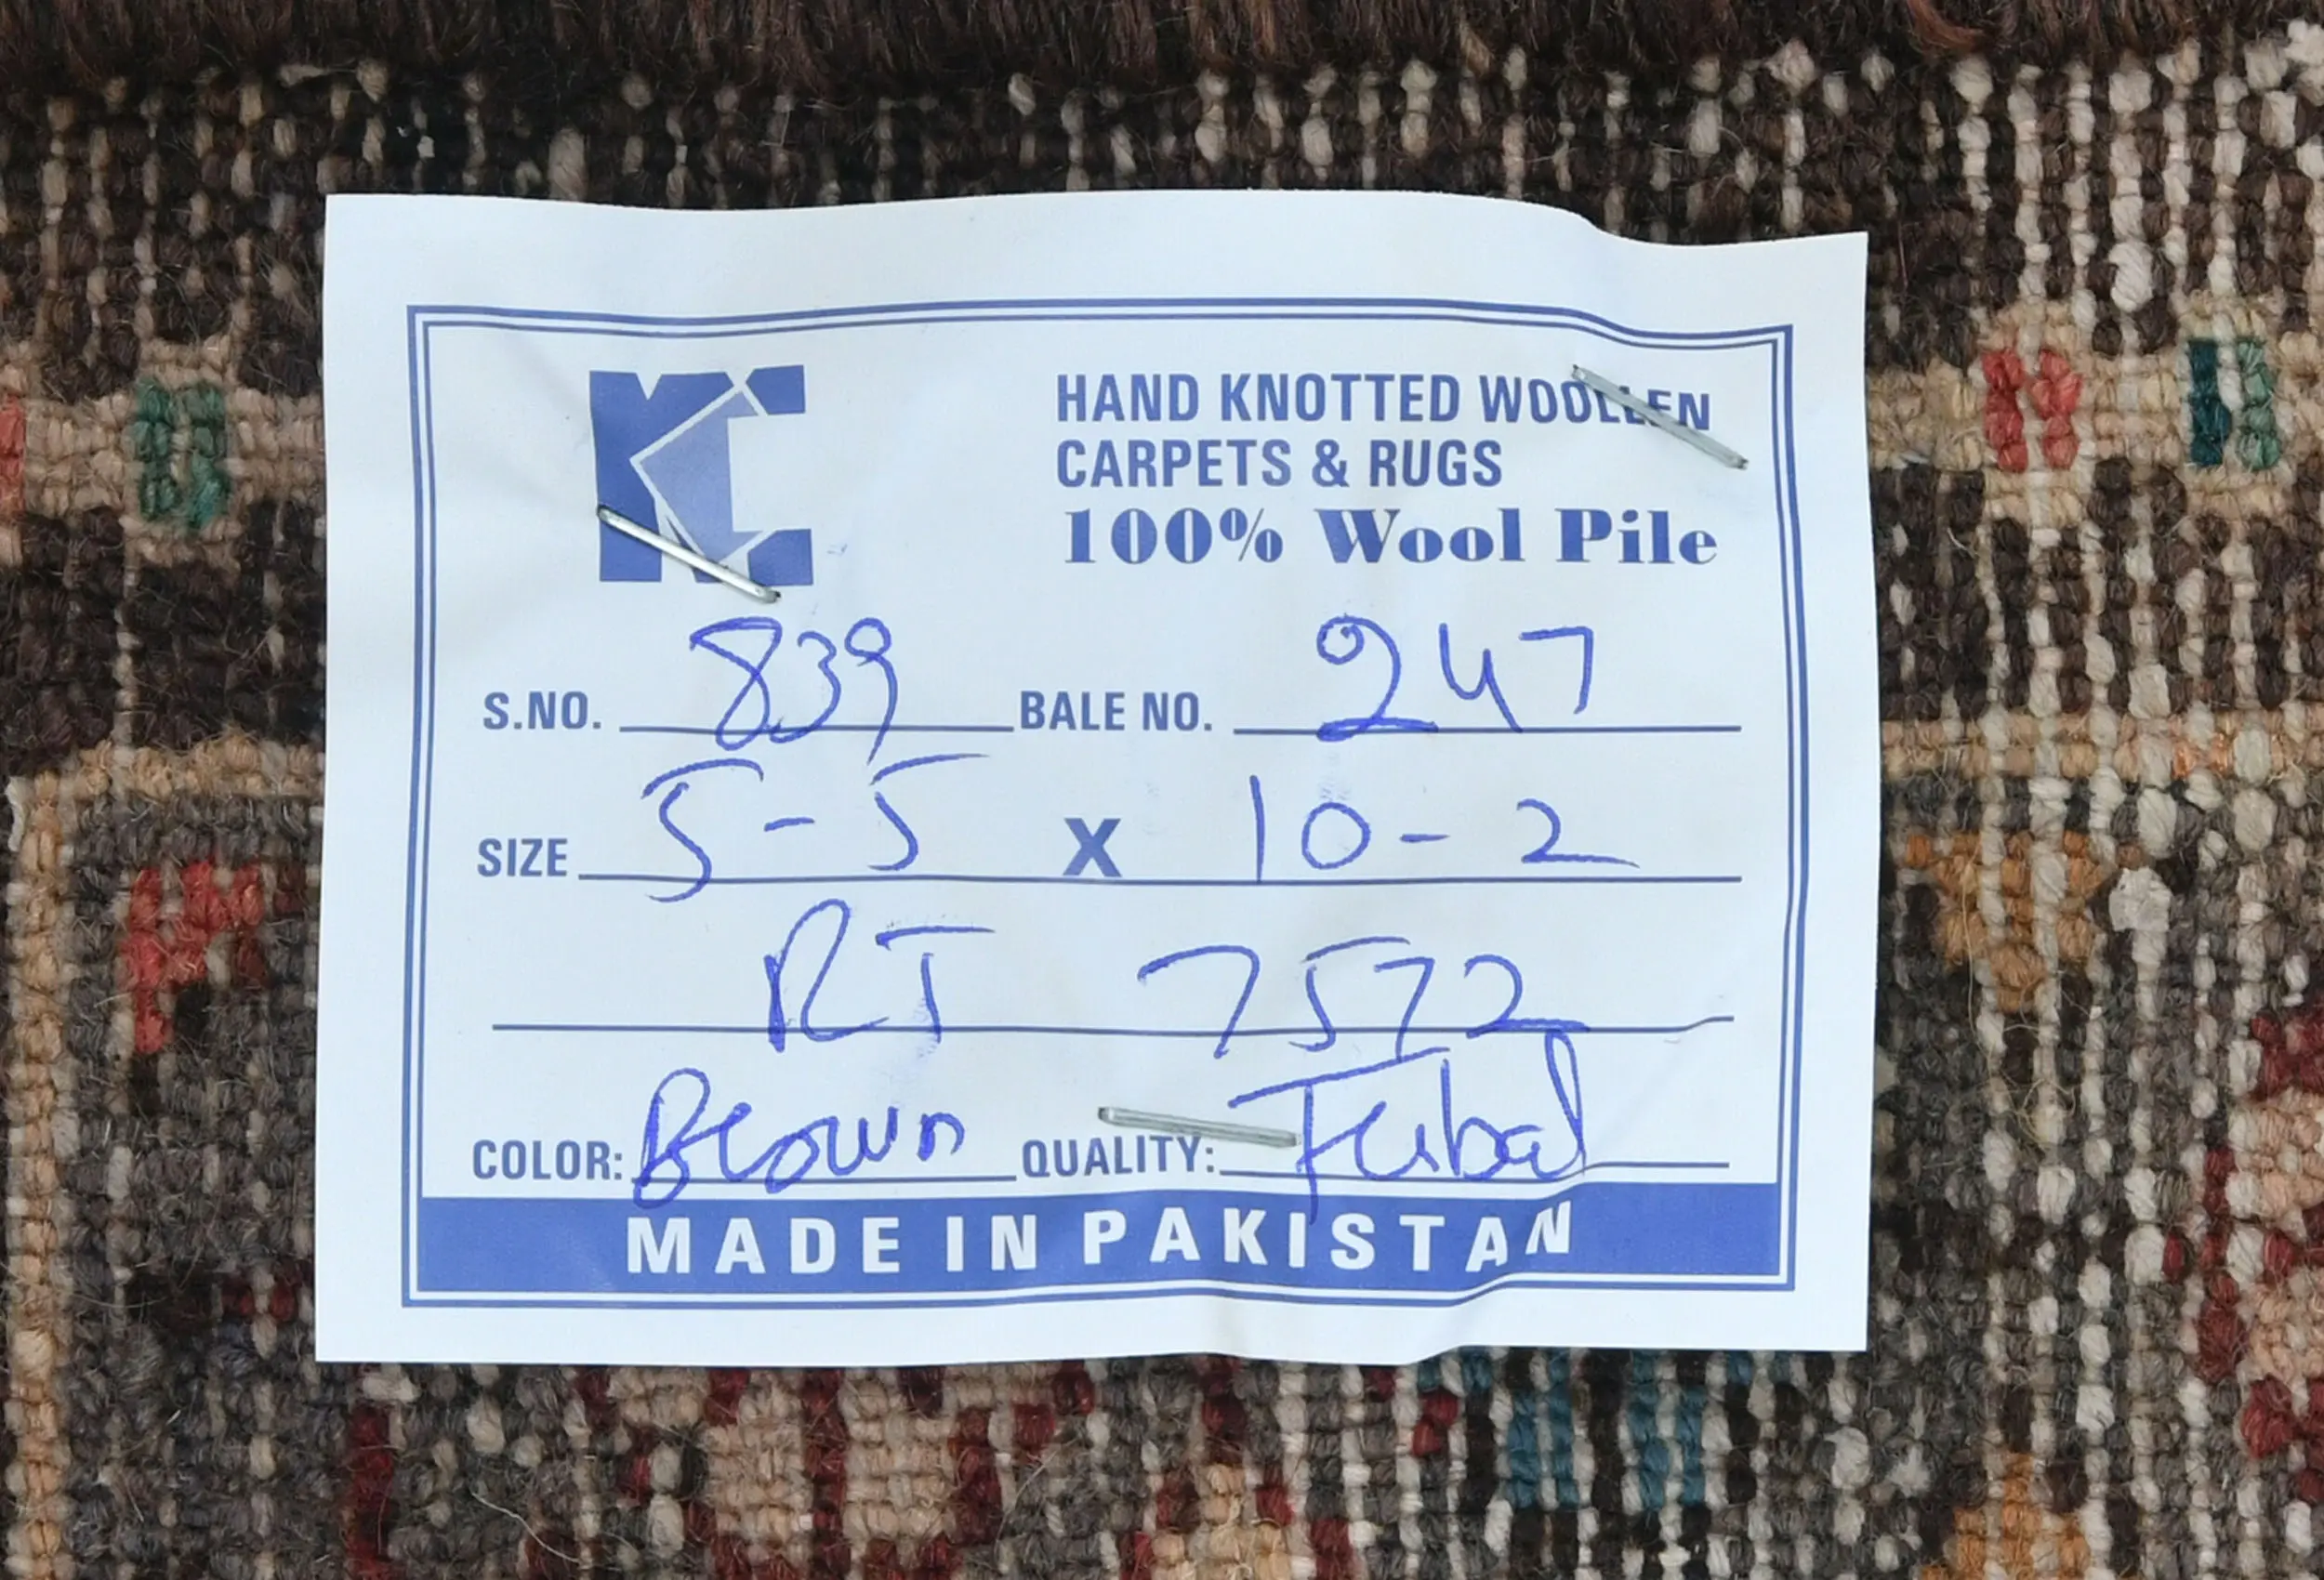 KC
HAND KNOTTED WOOLLEN
CARPETS & RUGS
100% Wool Pile
S.NO. 839 BALE NO. 247
SIZE 5-5 X 10-2
RT 7572
COLOR: Brown QUALITY:
MADE IN PAKISTAN